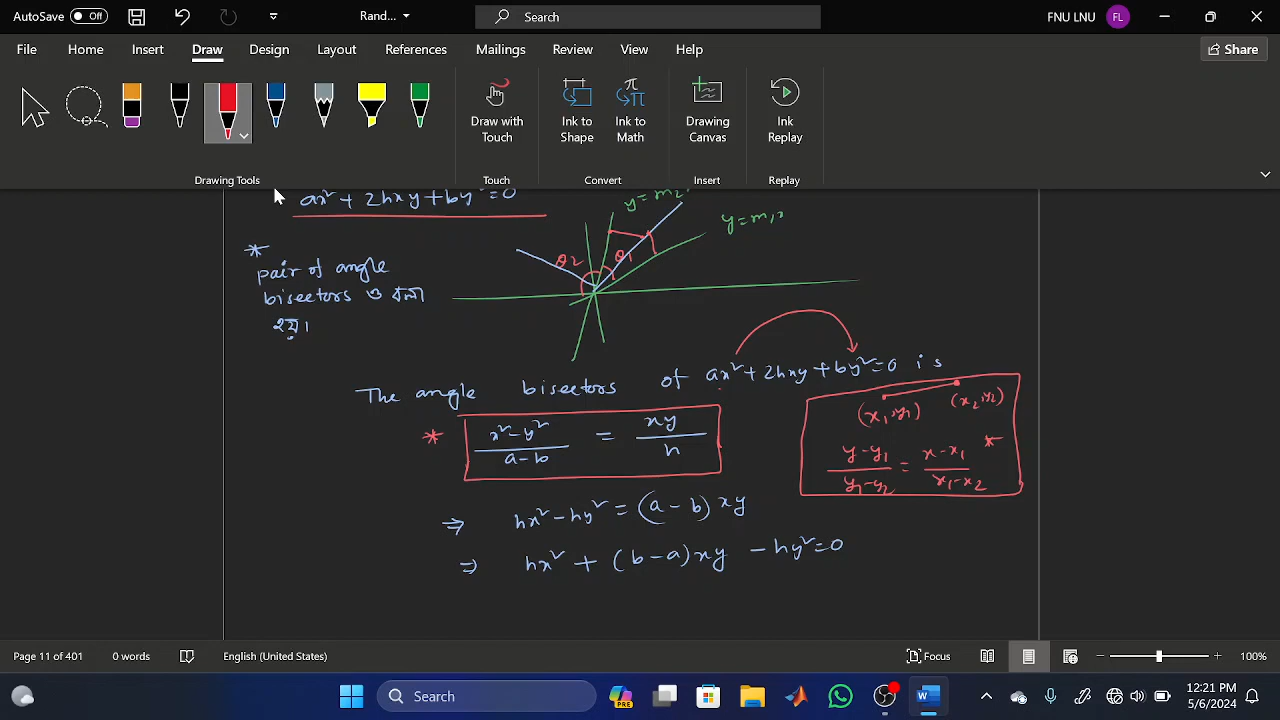 AutoSave Off Rand... Search FNU LNU FL
File Home Insert Draw Design Layout References Mailings Review View Help Share
Draw with Touch
Ink to Shape
Ink to Math
Drawing Canvas
Ink Replay
Drawing Tools Touch Convert Insert Replay
ax²+2hxy+by²=0
y=m₂
y=m₁x
θ2 θ1
*
pair of angle
bisectors ও বলা
হয়।
The angle bisectors of ax²+2hxy+by²=0 is
* (x²-y²)/(a-b) = xy/h
(x₁,y₁) (x₂,y₂)
(y-y₁)/(y₁-y₂) = (x-x₁)/(x₁-x₂) *
⇒ hx²-hy²=(a-b)xy
⇒ hx²+(b-a)xy-hy²=0
Page 11 of 401 0 words English (United States) Focus 100%
Search PRE 12:21 PM
5/6/2024